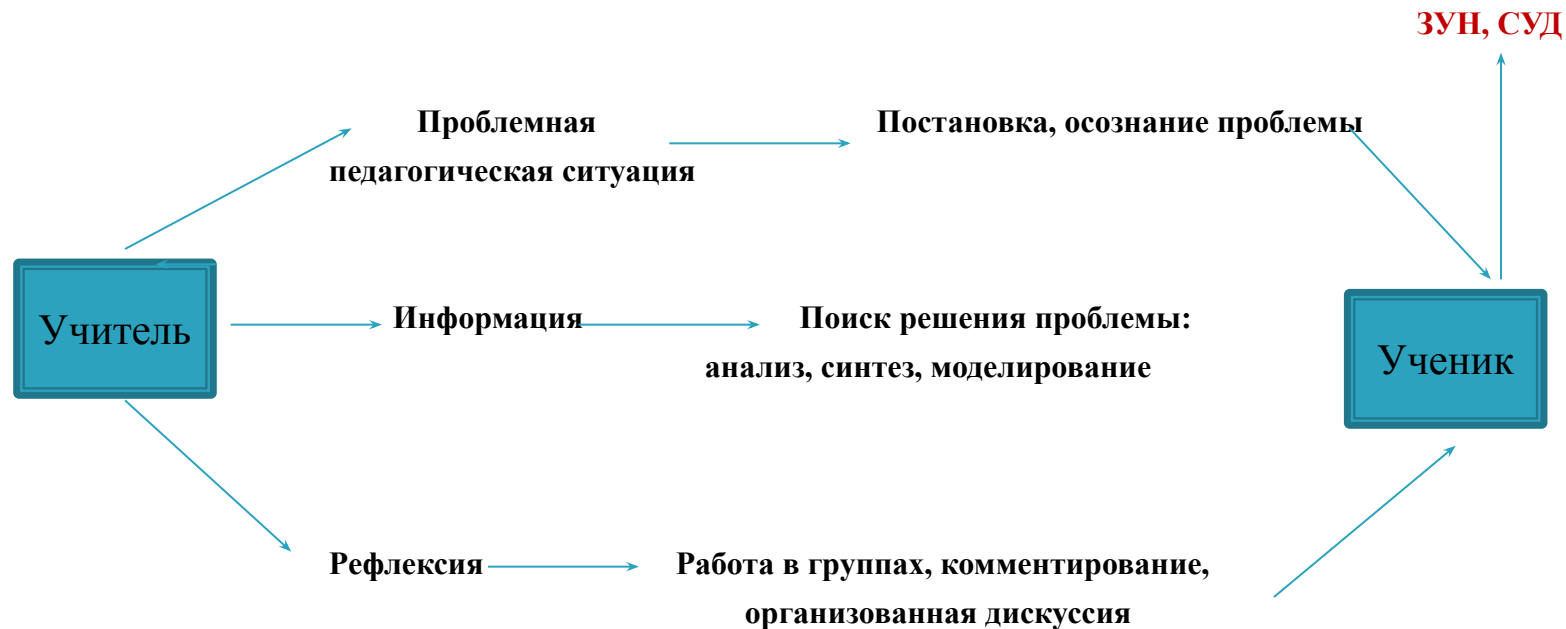 ЗУН, СУД
Проблемная
педагогическая ситуация
Постановка, осознание проблемы
Учитель
Информация
Поиск решения проблемы:
анализ, синтез, моделирование
Ученик
Рефлексия
Работа в группах, комментирование,
организованная дискуссия